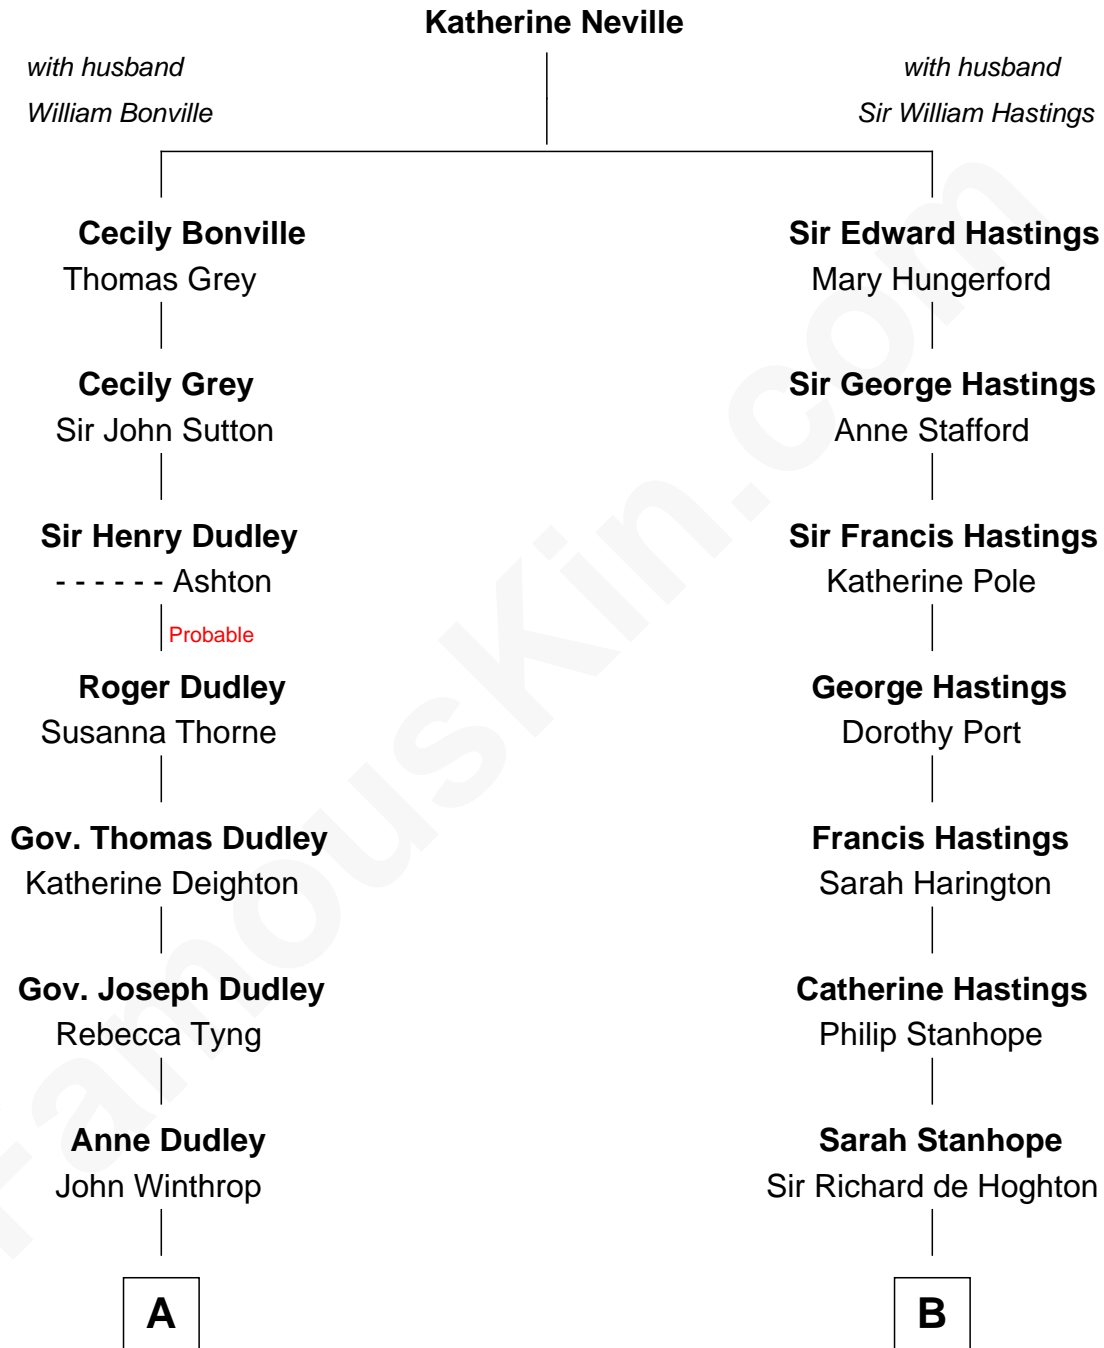 Katherine Neville
with husband
William Bonville
with husband
Sir William Hastings
Cecily Bonville
Thomas Grey
Sir Edward Hastings
Mary Hungerford
Cecily Grey
Sir John Sutton
Sir George Hastings
Anne Stafford
Sir Henry Dudley
- - - - - - Ashton
Probable
Sir Francis Hastings
Katherine Pole
Roger Dudley
Susanna Thorne
George Hastings
Dorothy Port
Gov. Thomas Dudley
Katherine Deighton
Francis Hastings
Sarah Harington
Gov. Joseph Dudley
Rebecca Tyng
Catherine Hastings
Philip Stanhope
Anne Dudley
John Winthrop
Sarah Stanhope
Sir Richard de Hoghton
A
B
FamousKin.com